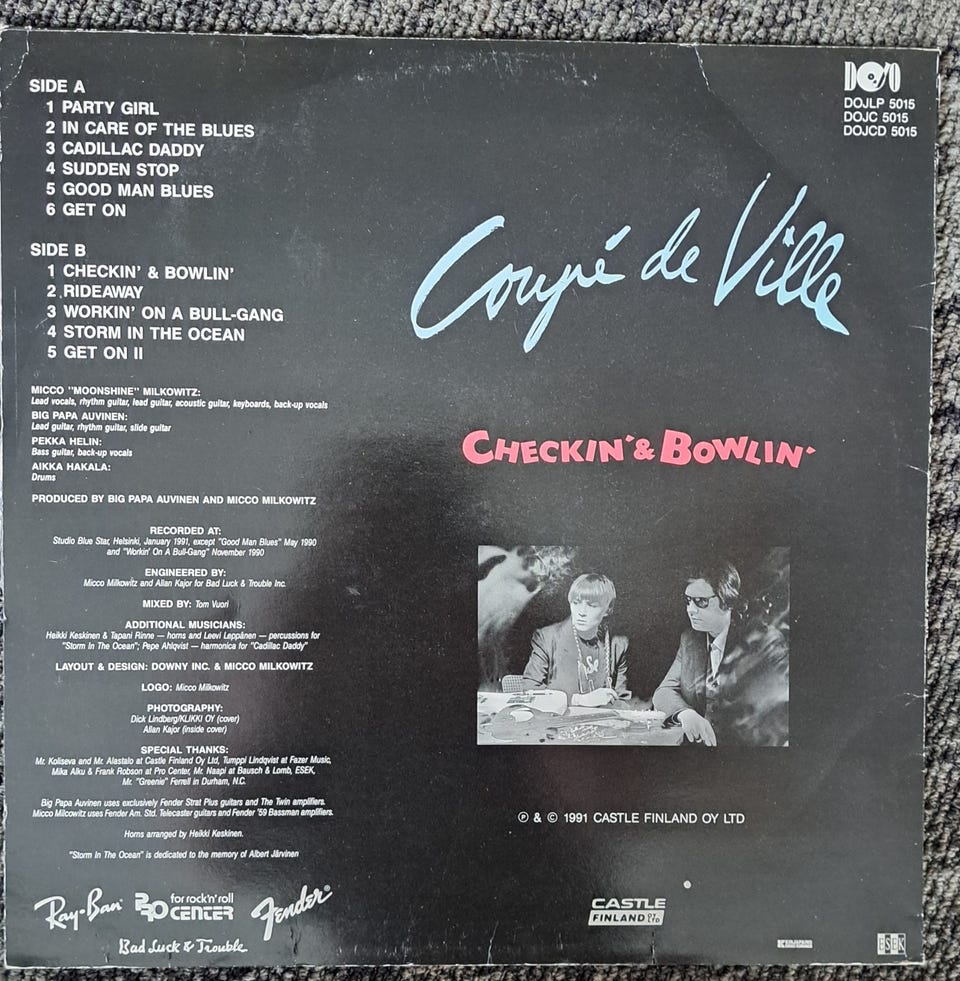 SIDE A
1 PARTY GIRL
2 IN CARE OF THE BLUES
3 CADILLAC DADDY
4 SUDDEN STOP
5 GOOD MAN BLUES
6 GET ON
SIDE B
1 CHECKIN' & BOWLIN'
2 RIDEAWAY
3 WORKIN' ON A BULL-GANG
4 STORM IN THE OCEAN
5 GET ON II
MICCO "MOONSHINE" MILKOWITZ:
Lead vocals, rhythm guitar, lead guitar, acoustic guitar, keyboards, back-up vocals
BIG PAPA AUVINEN:
Lead guitar, rhythm guitar, slide guitar
PEKKA HELIN:
Bass guitar, back-up vocals
AIKKA HAKALA:
Drums
PRODUCED BY BIG PAPA AUVINEN AND MICCO MILKOWITZ
RECORDED AT:
Studio Blue Star, Helsinki, January 1991, except "Good Man Blues" May 1990
and "Workin' On A Bull-Gang" November 1990
ENGINEERED BY:
Micco Milkowitz and Allan Kajor for Bad Luck & Trouble Inc.
MIXED BY: Tom Vuori
ADDITIONAL MUSICIANS:
Heikki Keskinen & Tapani Rinne — horns and Leevi Leppänen — percussions for
"Storm In The Ocean"; Pepe Ahlqvist — harmonica for "Cadillac Daddy"
LAYOUT & DESIGN: DOWNY INC. & MICCO MILKOWITZ
LOGO: Micco Milkowitz
PHOTOGRAPHY:
Dick Lindberg/KLIKKI OY (cover)
Allan Kajor (inside cover)
SPECIAL THANKS:
Mr. Koliseva and Mr. Alastalo at Castle Finland Oy Ltd, Tumppi Lindqvist at Fazer Music,
Mika Alku & Frank Robson at Pro Center, Mr. Naapi at Bausch & Lomb, ESEK,
Mr. "Greenie" Ferrell in Durham, N.C.
Big Papa Auvinen uses exclusively Fender Strat Plus guitars and The Twin amplifiers.
Micco Milcowitz uses Fender Am. Std. Telecaster guitars and Fender '59 Bassman amplifiers.
Horns arranged by Heikki Keskinen.
"Storm In The Ocean" is dedicated to the memory of Albert Järvinen
Ray-Ban
PRO for rock'n'roll
CENTER
Fender®
Bad Luck & Trouble
DOJLP 5015
DOJC 5015
DOJCD 5015
Coupé de Ville
CHECKIN' & BOWLIN'
℗ & © 1991 CASTLE FINLAND OY LTD
CASTLE
FINLAND OY LTD
ESEK